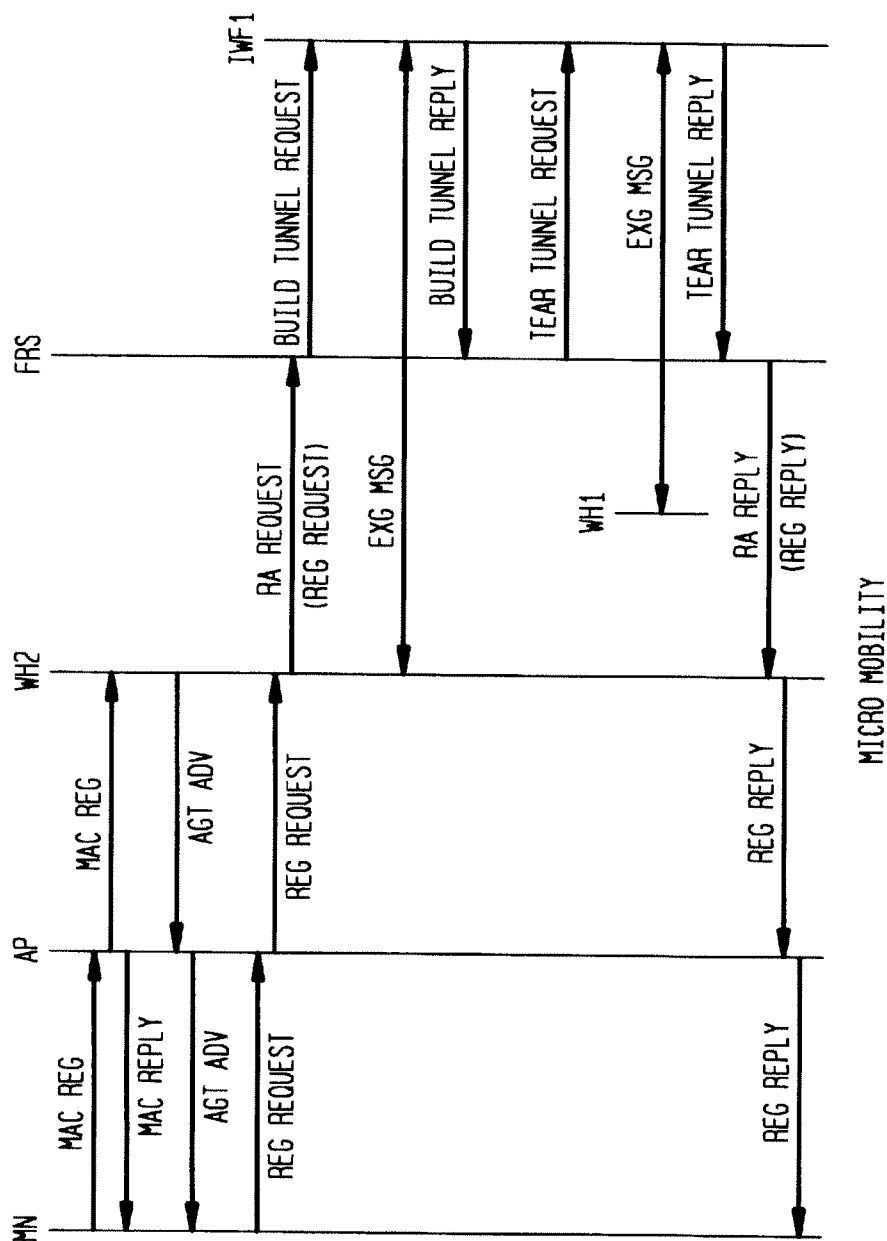 MN
AP
WH2
FRS
IWF1
MAC REG
MAC REG
MAC REPLY
AGT ADV
AGT ADV
REG REQUEST
REG REQUEST
RA REQUEST
(REG REQUEST)
BUILD TUNNEL REQUEST
EXG MSG
BUILD TUNNEL REPLY
TEAR TUNNEL REQUEST
WH1
EXG MSG
TEAR TUNNEL REPLY
RA REPLY
(REG REPLY)
REG REPLY
REG REPLY
MICRO MOBILITY